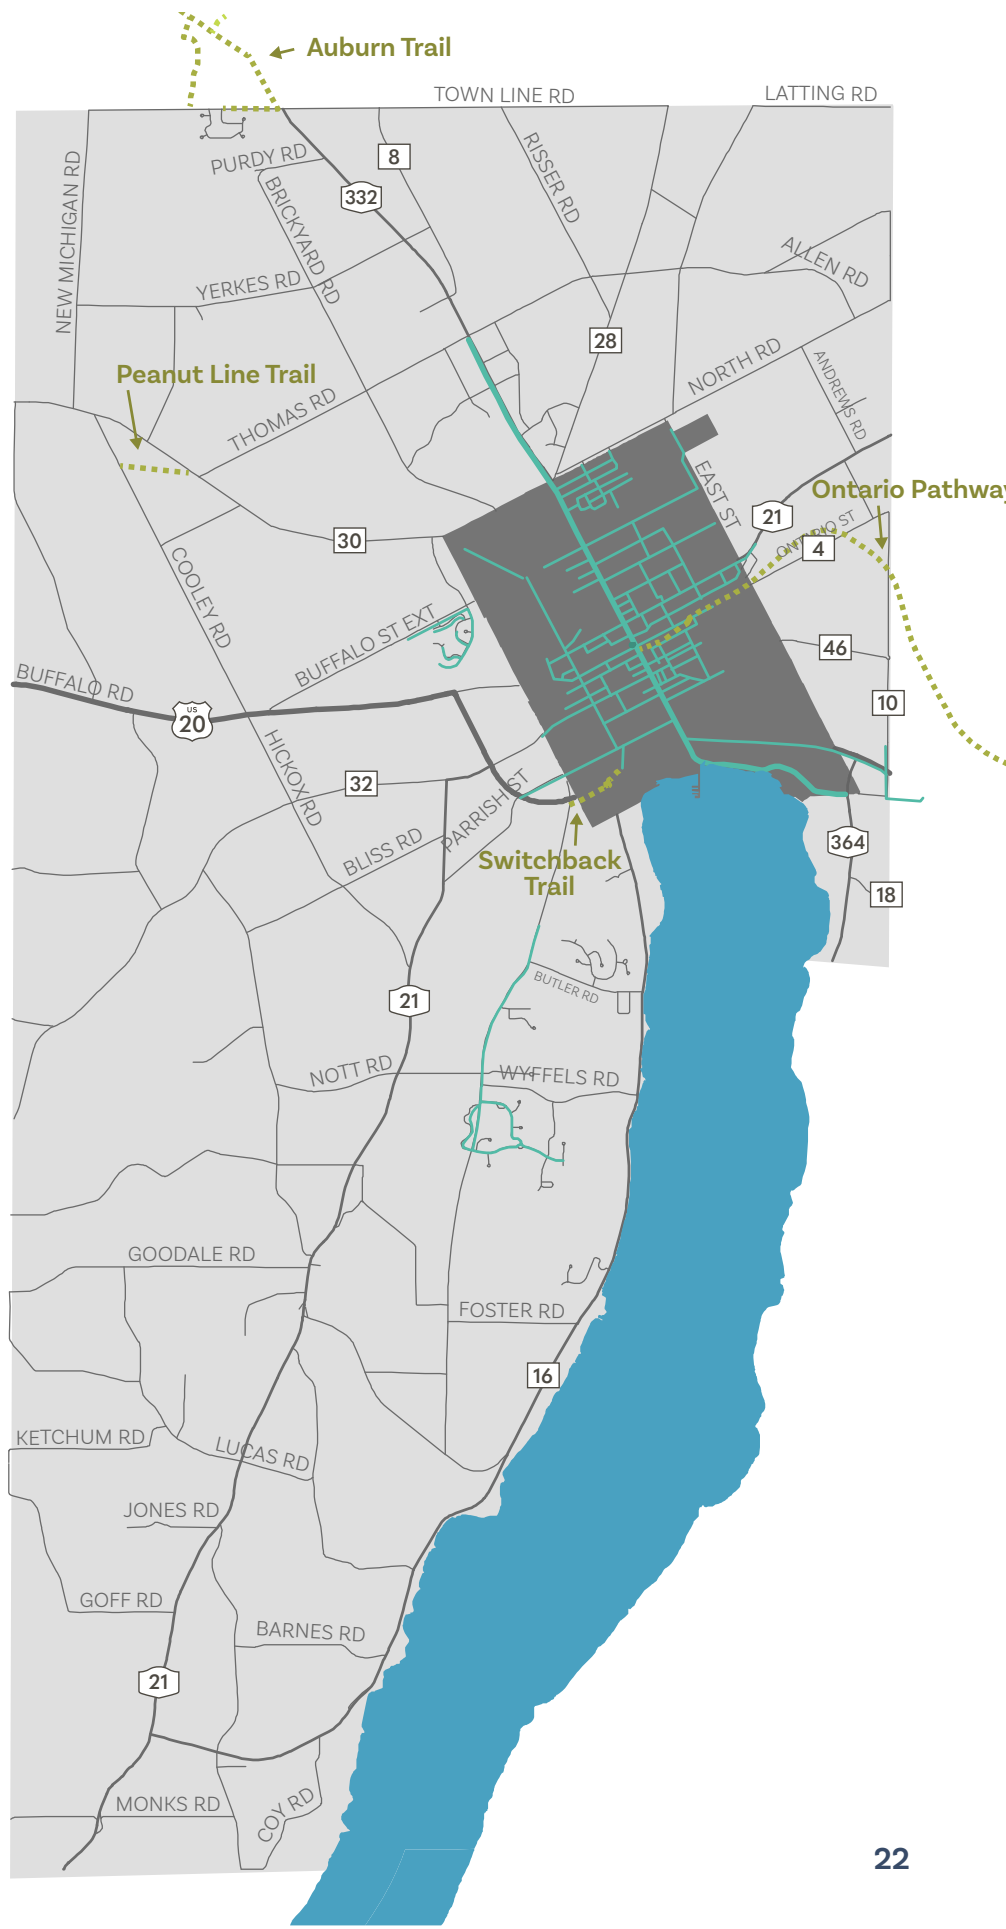 Auburn Trail
TOWN LINE RD
LATTING RD
PURDY RD
8
RISSER RD
332
NEW MICHIGAN RD
BRICKYARD RD
ALLEN RD
YERKES RD
28
NORTH RD
Peanut Line Trail
ANDREWS RD
THOMAS RD
EAST ST
Ontario Pathway
21
ONTARIO ST
4
30
COOLEY RD
BUFFALO ST EXT
46
BUFFALO RD
10
US
20
HICKOX RD
32
PARRISH ST
BLISS RD
364
Switchback
Trail
18
BUTLER RD
21
NOTT RD
WYFFELS RD
GOODALE RD
FOSTER RD
16
KETCHUM RD
LUCAS RD
JONES RD
GOFF RD
BARNES RD
21
MONKS RD
COY RD
22